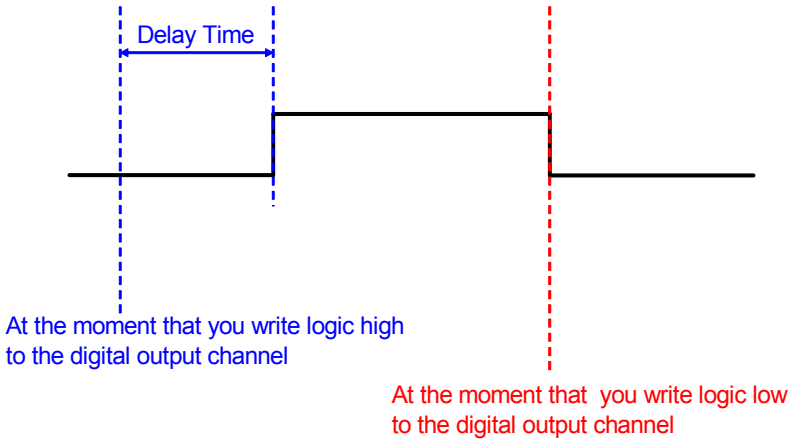 Delay Time
At the moment that you write logic high
to the digital output channel
At the moment that  you write logic low
to the digital output channel